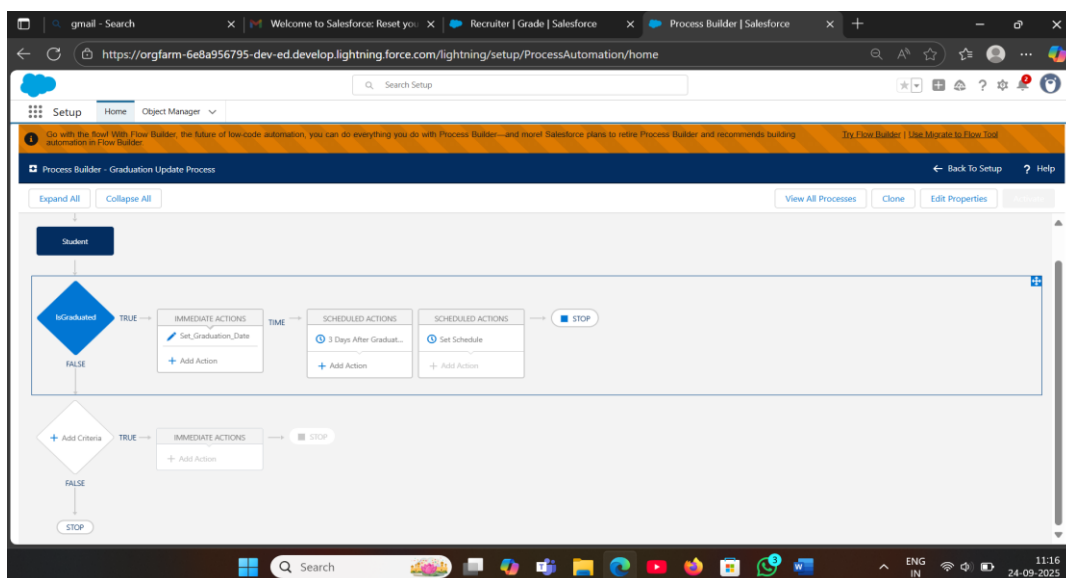 gmail - Search
Welcome to Salesforce: Reset you
Recruiter | Grade | Salesforce
Process Builder | Salesforce
https://orgfarm-6e8a956795-dev-ed.develop.lightning.force.com/lightning/setup/ProcessAutomation/home
Search Setup
Setup
Home
Object Manager
Go with the flow! With Flow Builder, the future of low-code automation, you can do everything you do with Process Builder—and more! Salesforce plans to retire Process Builder and recommends building
automation in Flow Builder.
Try Flow Builder | Use Migrate to Flow Tool
Process Builder - Graduation Update Process
Back To Setup
? Help
Expand All
Collapse All
View All Processes
Clone
Edit Properties
Student
IsGraduated
TRUE
IMMEDIATE ACTIONS
Set_Graduation_Date
+ Add Action
TIME
SCHEDULED ACTIONS
3 Days After Graduat...
+ Add Action
SCHEDULED ACTIONS
Set Schedule
+ Add Action
STOP
FALSE
+ Add Criteria
TRUE
IMMEDIATE ACTIONS
+ Add Action
STOP
FALSE
STOP
Search
3
ENG
IN
11:16
24-09-2025